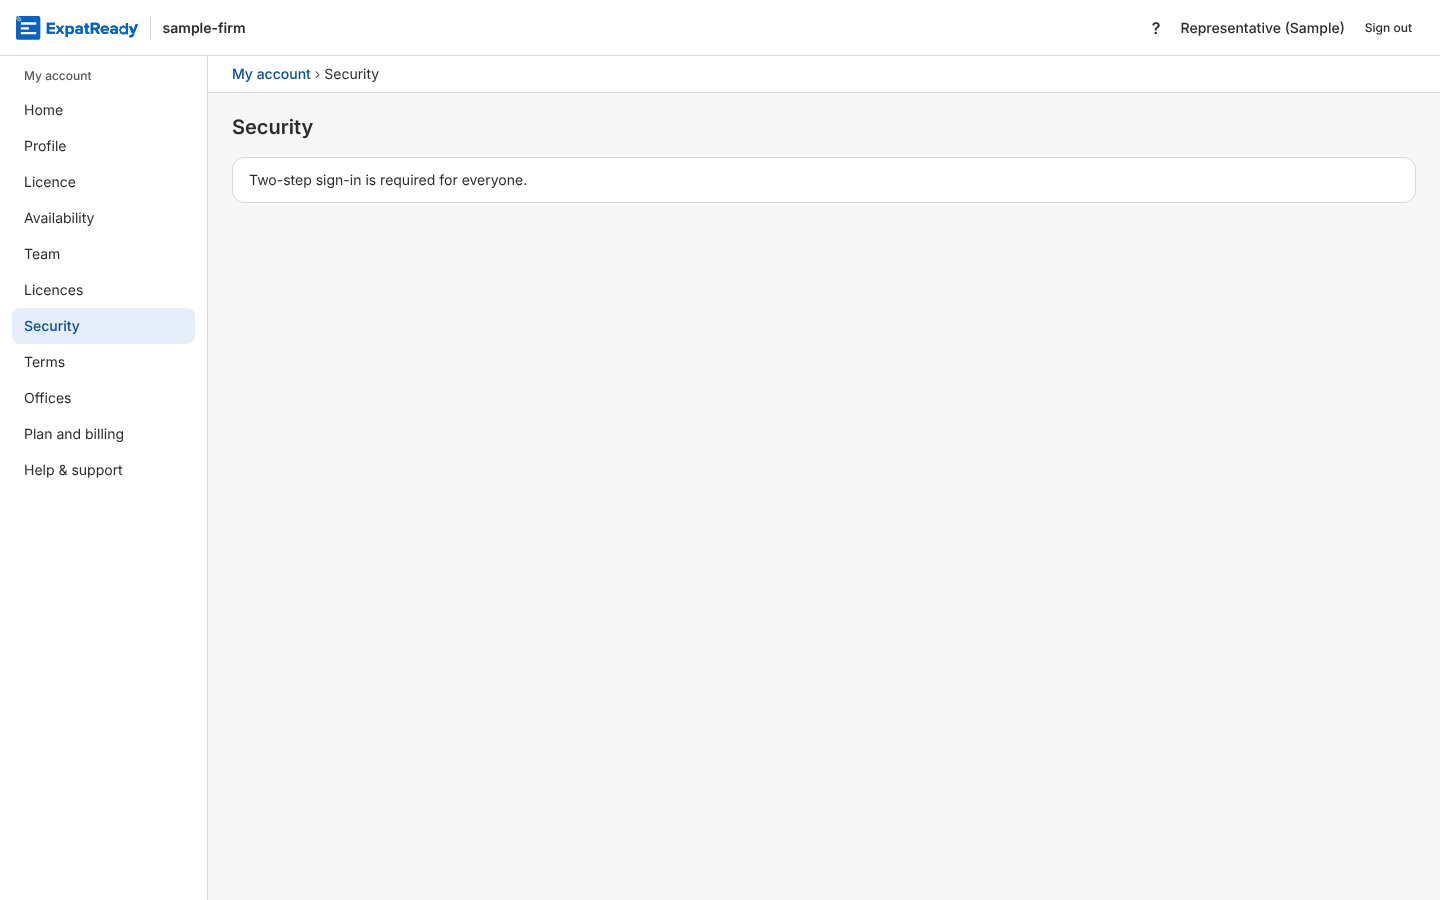 ExpatReady
sample-firm
?
Representative (Sample)
Sign out
My account
Home
Profile
Licence
Availability
Team
Licences
Security
Terms
Offices
Plan and billing
Help & support
My account › Security
Security
Two-step sign-in is required for everyone.